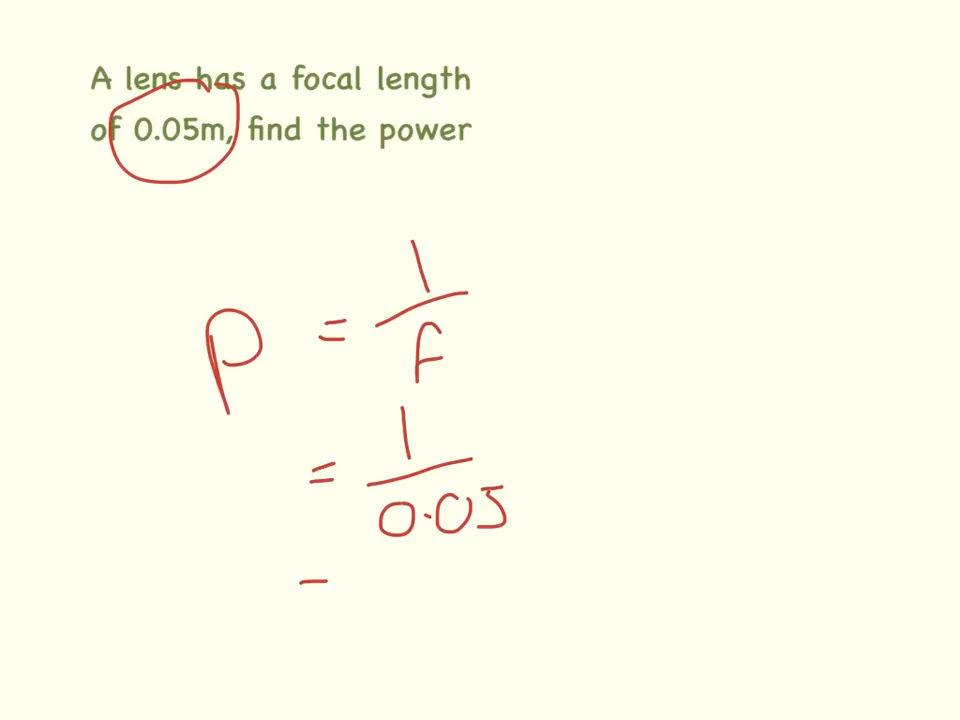 A lens has a focal length
of 0.05m, find the power
P = 1/F
= 1/0.05
-